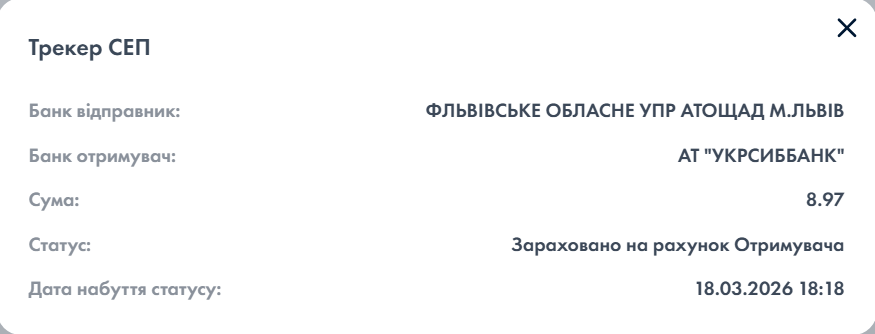 Трекер СЕП
Банк відправник: ФЛЬВІВСЬКЕ ОБЛАСНЕ УПР АТОЩАД М.ЛЬВІВ
Банк отримувач: АТ "УКРСИББАНК"
Сума: 8.97
Статус: Зараховано на рахунок Отримувача
Дата набуття статусу: 18.03.2026 18:18